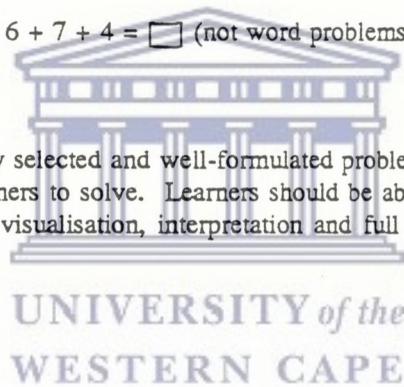 6 + 7 + 4 = □ (not word problems
selected and well-formulated proble
ners to solve. Learners should be ab
visualisation, interpretation and full
UNIVERSITY of the
WESTERN CAPE